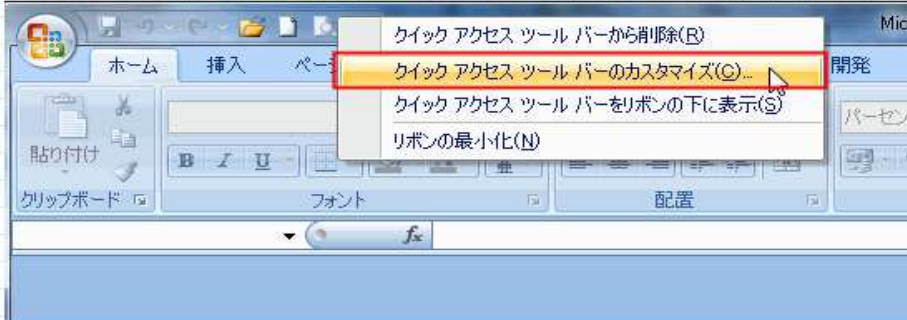 クイック アクセス ツール バーから削除(R)
Mic
ホーム 挿入 ペー
クイック アクセス ツール バーのカスタマイズ(C)...
開発
クイック アクセス ツール バーをリボンの下に表示(S)
パーセン
リボンの最小化(N)
貼り付け
B I U
亜
クリップボード フォント 配置
fx